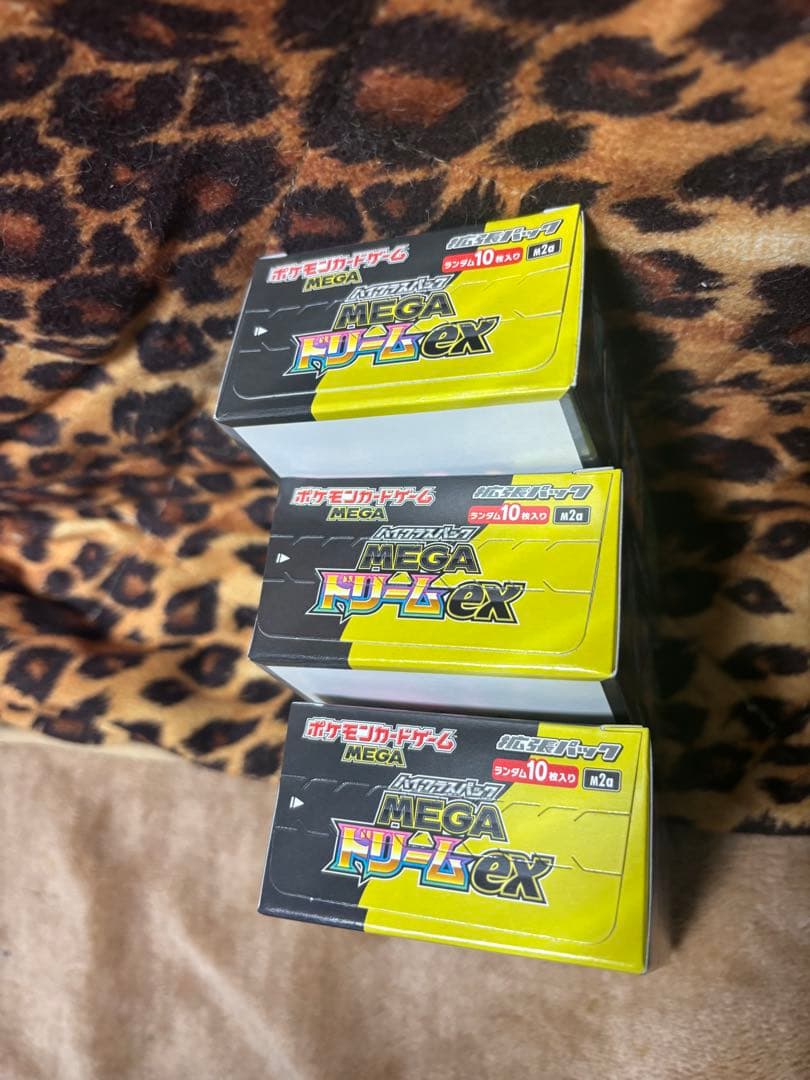 ポケモンカードゲーム
MEGA
拡張パック
ランダム10枚入り M2a
ハイクラスパック
MEGA
ドリームex
ポケモンカードゲーム
MEGA
拡張パック
ランダム10枚入り M2a
ハイクラスパック
MEGA
ドリームex
ポケモンカードゲーム
MEGA
拡張パック
ランダム10枚入り M2a
ハイクラスパック
MEGA
ドリームex